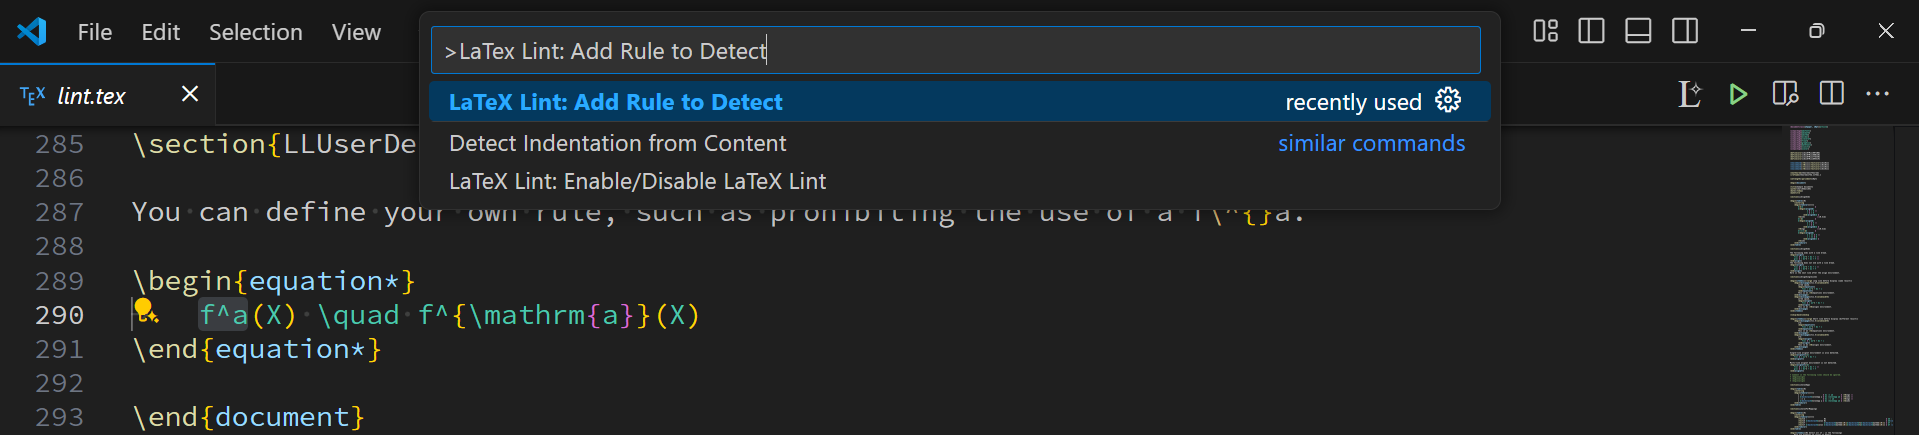 File Edit Selection View
>LaTex Lint: Add Rule to Detect
LaTeX Lint: Add Rule to Detect recently used
Detect Indentation from Content similar commands
LaTeX Lint: Enable/Disable LaTeX Lint
TEX lint.tex
285 \section{LLUserDe
286
287 You can define your own rule, such as prohibiting the use of a f\^{}a.
288
289 \begin{equation*}
290 f^a(X) \quad f^{\mathrm{a}}(X)
291 \end{equation*}
292
293 \end{document}